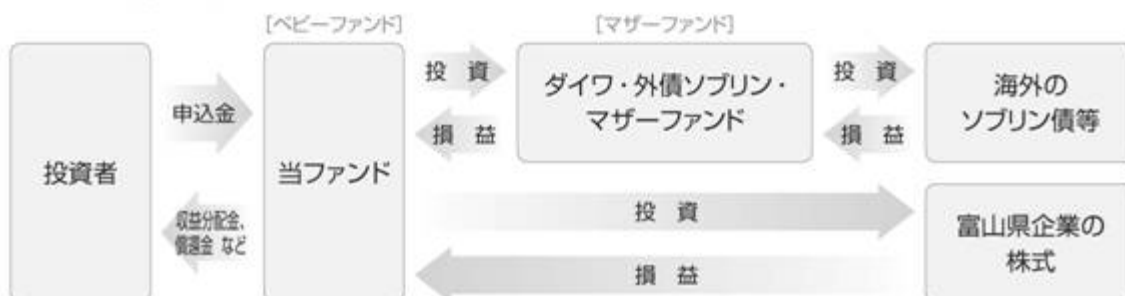 [ベビーファンド]
[マザーファンド]
投資者
申込金
収益分配金、
償還金 など
当ファンド
投 資
損 益
ダイワ・外債ソブリン・
マザーファンド
投 資
損 益
海外の
ソブリン債等
投 資
損 益
富山県企業の
株式